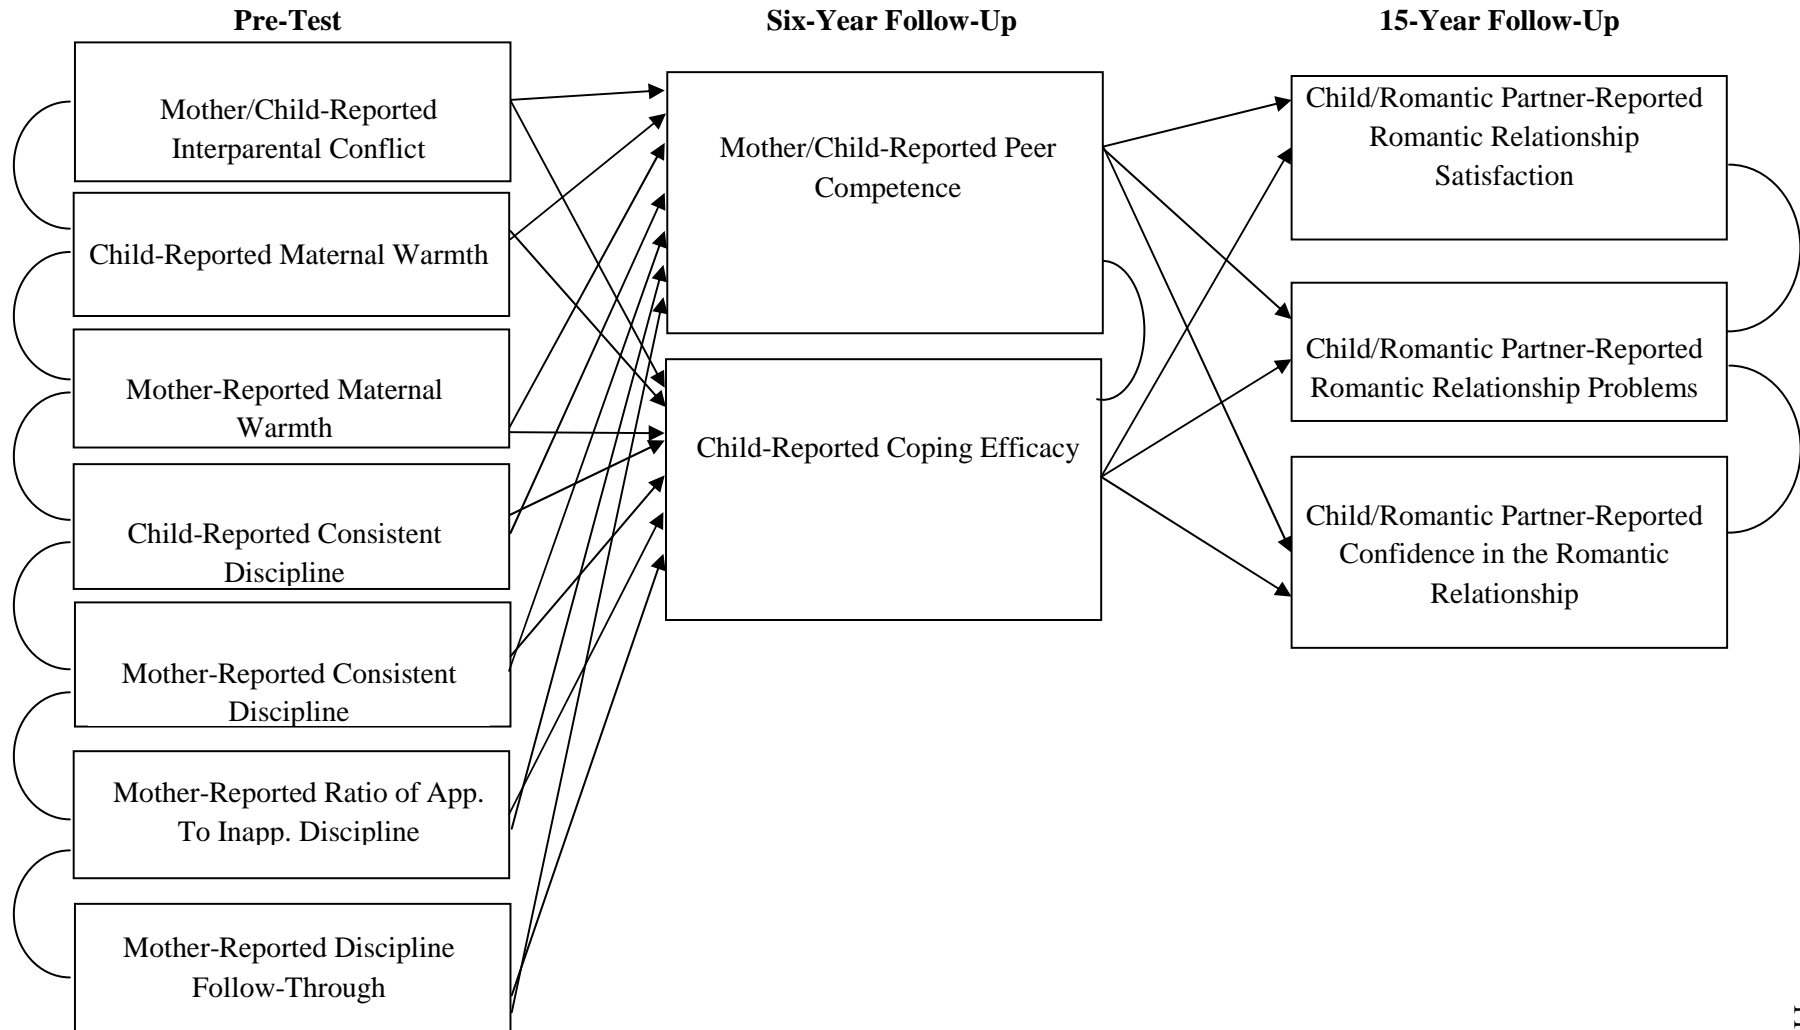 Pre-Test
Six-Year Follow-Up
15-Year Follow-Up
Mother/Child-Reported
Interparental Conflict
Child-Reported Maternal Warmth
Mother-Reported Maternal
Warmth
Child-Reported Consistent
Discipline
Mother-Reported Consistent
Discipline
Mother-Reported Ratio of App.
To Inapp. Discipline
Mother-Reported Discipline
Follow-Through
Mother/Child-Reported Peer
Competence
Child-Reported Coping Efficacy
Child/Romantic Partner-Reported
Romantic Relationship
Satisfaction
Child/Romantic Partner-Reported
Romantic Relationship Problems
Child/Romantic Partner-Reported
Confidence in the Romantic
Relationship